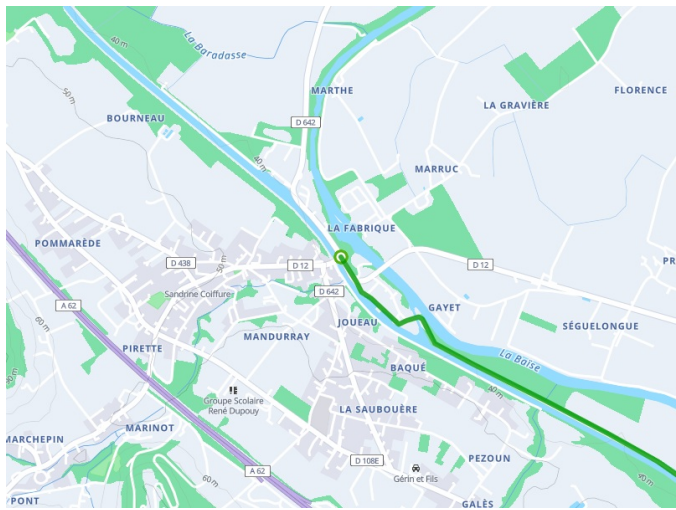 40 m
La Baradasse
50 m
MARTHE
FLORENCE
LA GRAVIÈRE
BOURNEAU
D 642
40 m
MARRUC
LA FABRIQUE
POMMARÈDE
D 438
50 m
D 12
D 12
Sandrine Coiffure
D 642
A 62
GAYET
60 m
JOUEAU
SÉGUELONGUE
MANDURRAY
PIRETTE
La Baïse
BAQUÉ
Groupe Scolaire
René Dupouy
40 m
LA SAUBOUÈRE
MARINOT
MARCHEPIN
D 108E
PEZOUN
A 62
Gérin et Fils
60 m
40 m
PONT
GALÈS